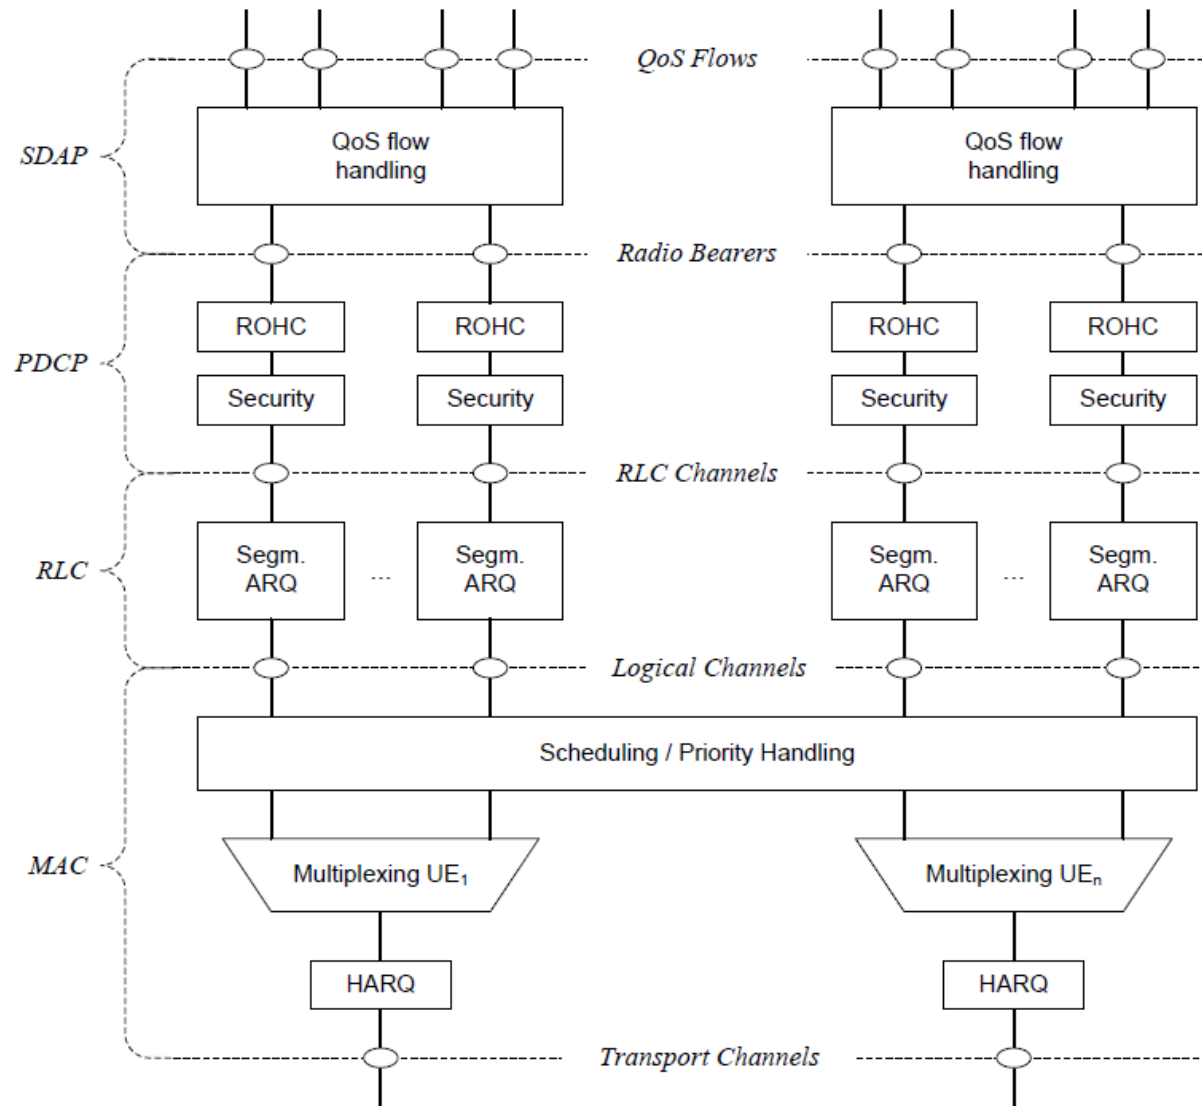 QoS Flows
QoS flow
handling
QoS flow
handling
SDAP
Radio Bearers
ROHC
ROHC
ROHC
ROHC
PDCP
Security
Security
Security
Security
RLC Channels
Segm.
ARQ
...
Segm.
ARQ
Segm.
ARQ
...
Segm.
ARQ
RLC
Logical Channels
Scheduling / Priority Handling
MAC
Multiplexing UE₁
Multiplexing UEₙ
HARQ
HARQ
Transport Channels